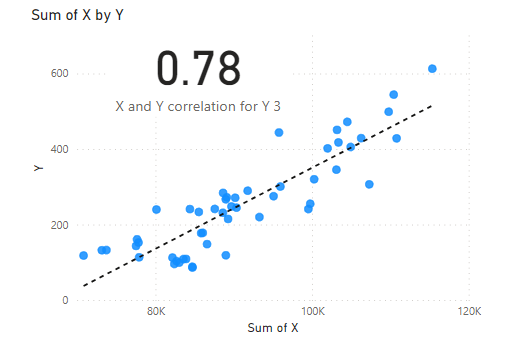 Sum of X by Y
0.78
X and Y correlation for Y 3
600
400
200
0
Y
80K 100K 120K
Sum of X